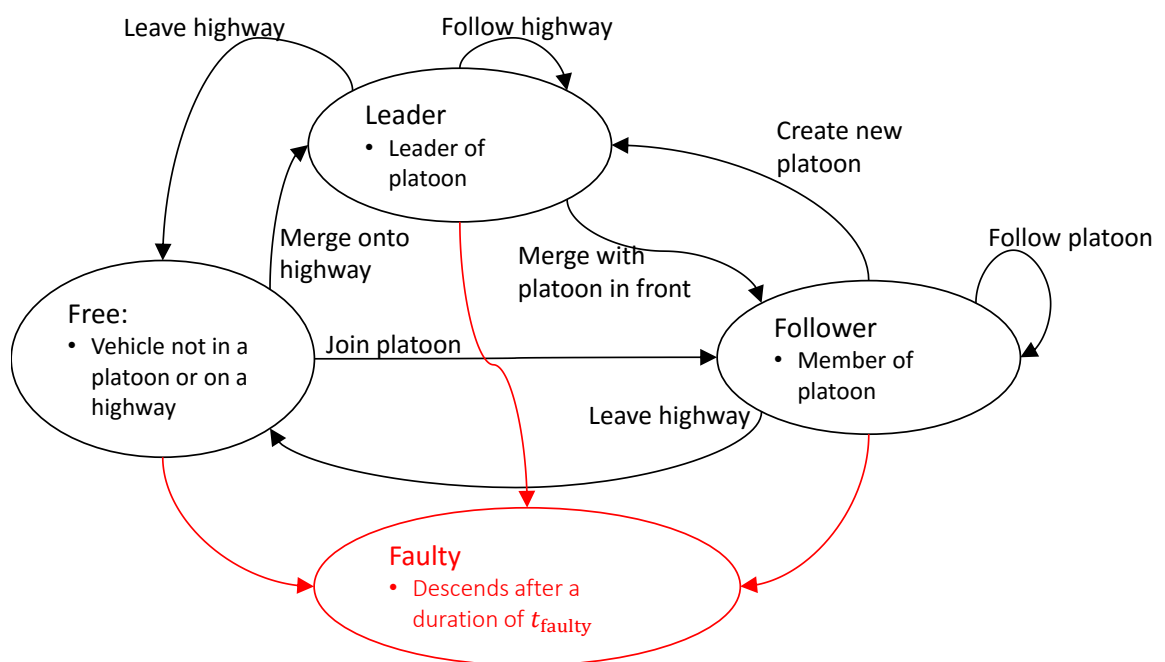 Leave highway
Follow highway
Leader
• Leader of
platoon
Create new
platoon
Merge onto
highway
Merge with
platoon in front
Follow platoon
Free:
• Vehicle not in a
platoon or on a
highway
Join platoon
Follower
• Member of
platoon
Leave highway
Faulty
• Descends after a
duration of t_faulty